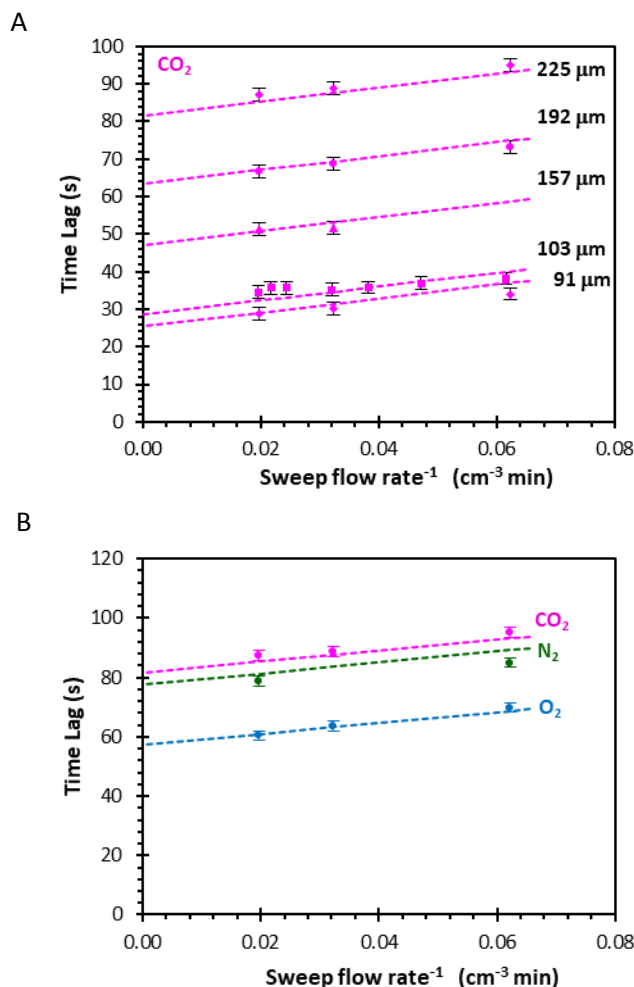 A
100
90
80
70
60
50
40
30
20
10
0
Time Lag (s)
CO₂
225 μm
192 μm
157 μm
103 μm
91 μm
0.00 0.02 0.04 0.06 0.08
Sweep flow rate⁻¹ (cm⁻³ min)
B
120
100
80
60
40
20
0
Time Lag (s)
CO₂
N₂
O₂
0.00 0.02 0.04 0.06 0.08
Sweep flow rate⁻¹ (cm⁻³ min)